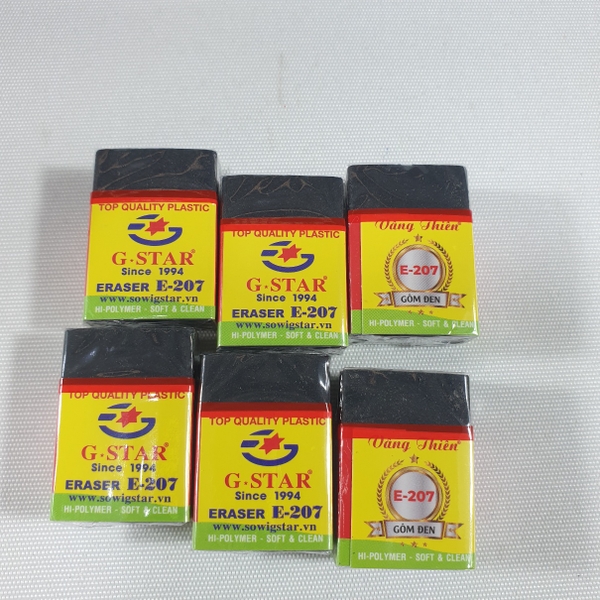 TOP QUALITY PLASTIC
G·STAR®
Since 1994
ERASER E-207
www.sowigstar.vn
HI-POLYMER - SOFT & CLEAN
TOP QUALITY PLASTIC
G·STAR®
Since 1994
ERASER E-207
www.sowigstar.vn
HI-POLYMER - SOFT & CLEAN
Vâng Thiên
E-207
GÔM ĐEN
HI-POLYMER - SOFT & CLEAN
TOP QUALITY PLASTIC
G·STAR®
Since 1994
ERASER E-207
www.sowigstar.vn
HI-POLYMER - SOFT & CLEAN
TOP QUALITY PLASTIC
G·STAR®
Since 1994
ERASER E-207
www.sowigstar.vn
HI-POLYMER - SOFT & CLEAN
Vâng Thiên
E-207
GÔM ĐEN
HI-POLYMER - SOFT & CLEAN